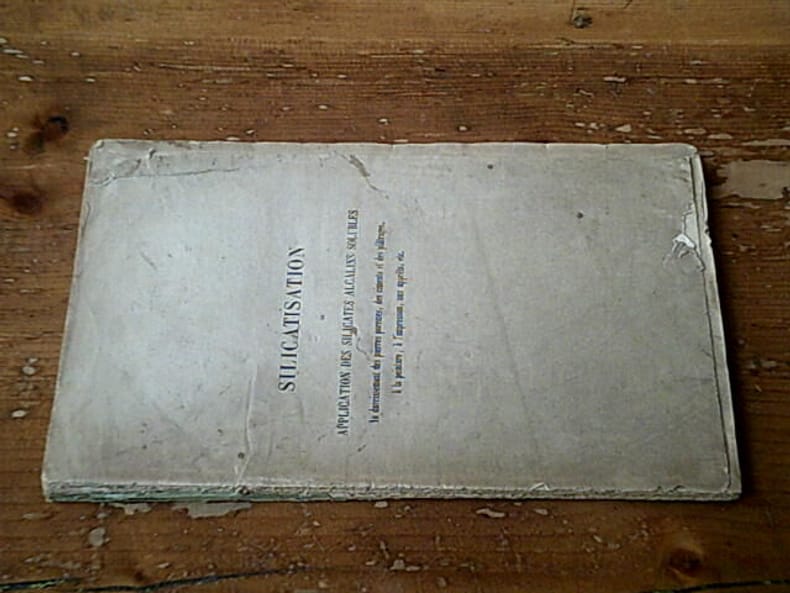 SILICATISATION
ou
APPLICATION DES SILICATES ALCALINS SOLUBLES
au durcissement des pierres poreuses, des ciments et des plâtrages,
à la peinture, à l'impression, aux apprêts, etc.